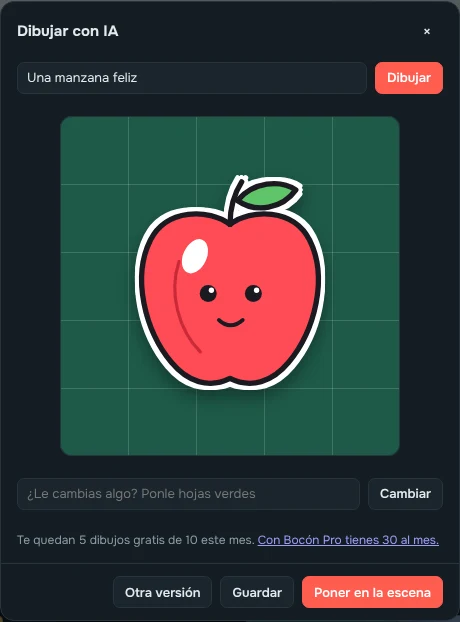 Dibujar con IA
×
Una manzana feliz
Dibujar
¿Le cambias algo? Ponle hojas verdes
Cambiar
Te quedan 5 dibujos gratis de 10 este mes. Con Bocón Pro tienes 30 al mes.
Otra versión
Guardar
Poner en la escena